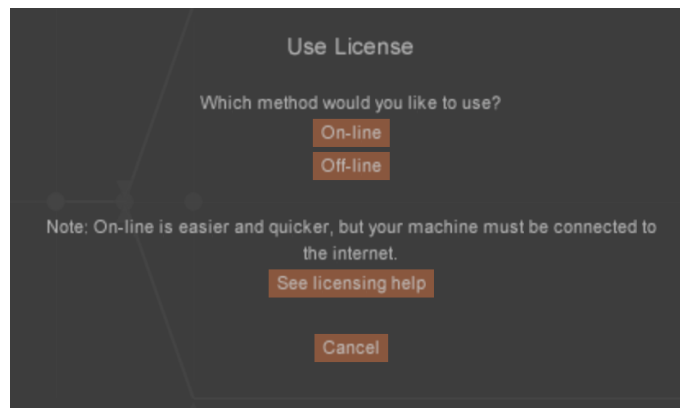 Use License
Which method would you like to use?
On-line
Off-line
Note: On-line is easier and quicker, but your machine must be connected to
the internet.
See licensing help
Cancel